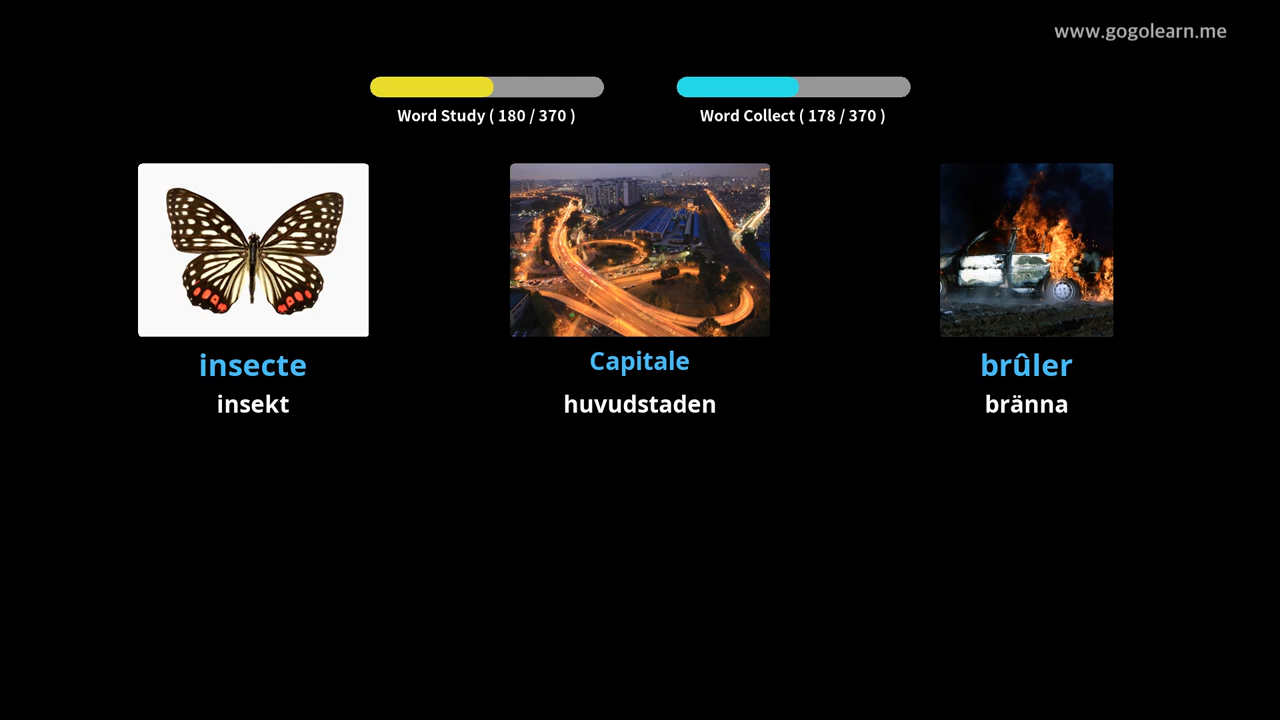 www.gogolearn.me
Word Study ( 180 / 370 )
Word Collect ( 178 / 370 )
insecte
insekt
Capitale
huvudstaden
brûler
bränna